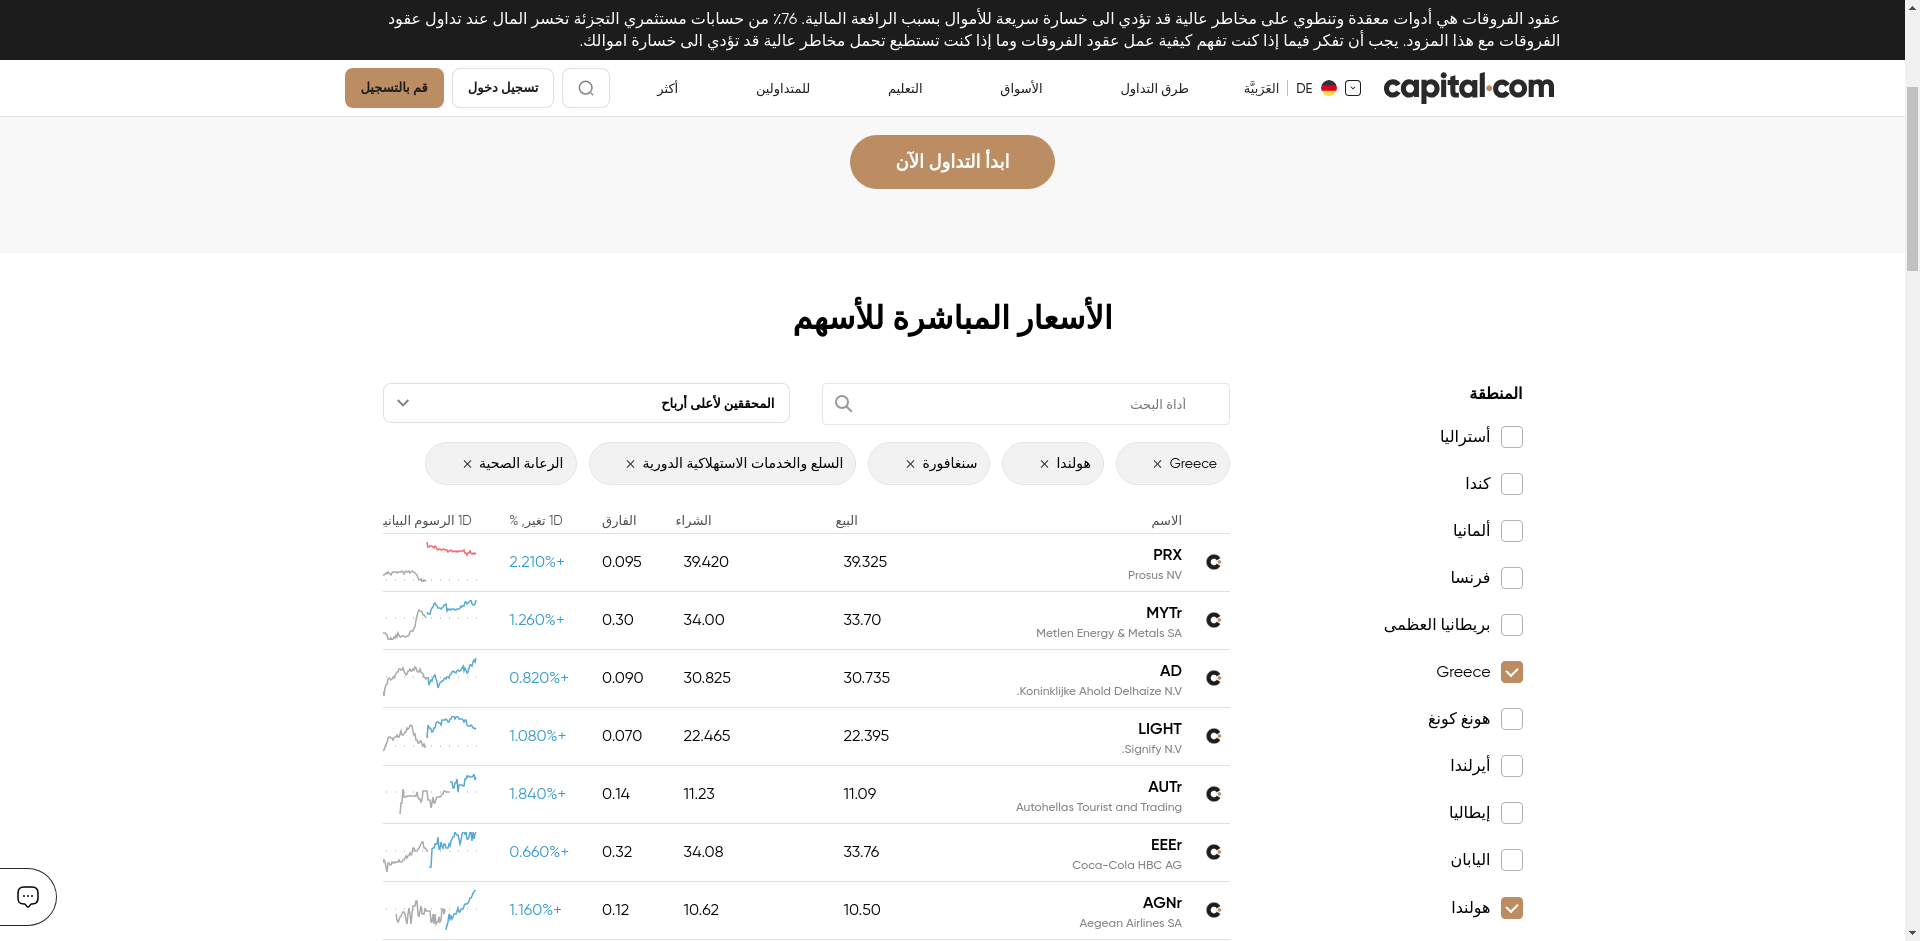 عقود الفروقات هي أدوات معقدة وتنطوي على مخاطر عالية قد تؤدي الى خسارة سريعة للأموال بسبب الرافعة المالية. 76٪ من حسابات مستثمري التجزئة تخسر المال عند تداول عقود
الفروقات مع هذا المزود. يجب أن تفكر فيما إذا كنت تفهم كيفية عمل عقود الفروقات وما إذا كنت تستطيع تحمل مخاطر عالية قد تؤدي الى خسارة اموالك.
capital.com DE العَرَبِيَّة طرق التداول الأسواق التعليم للمتداولين أكثر تسجيل دخول قم بالتسجيل
ابدأ التداول الآن
الأسعار المباشرة للأسهم
المنطقة
أستراليا
كندا
ألمانيا
فرنسا
بريطانيا العظمى
Greece
هونغ كونغ
أيرلندا
إيطاليا
اليابان
هولندا
أداة البحث
المحققين لأعلى أرباح
Greece × هولندا × سنغافورة × السلع والخدمات الاستهلاكية الدورية ×
الاسم البيع الشراء الفارق 1D تغير, % 1D الرسوم
PRX 39.325 39.420 0.095 2.210%+
Prosus NV
MYTr 33.70 34.00 0.30 1.260%+
Metlen Energy & Metals SA
AD 30.735 30.825 0.090 0.820%+
Koninklijke Ahold Delhaize N.V.
LIGHT 22.395 22.465 0.070 1.080%+
Signify N.V.
AUTr 11.09 11.23 0.14 1.840%+
Autohellas Tourist and Trading
EEEr 33.76 34.08 0.32 0.660%+
Coca-Cola HBC AG
AGNr 10.50 10.62 0.12 1.160%+
Aegean Airlines SA